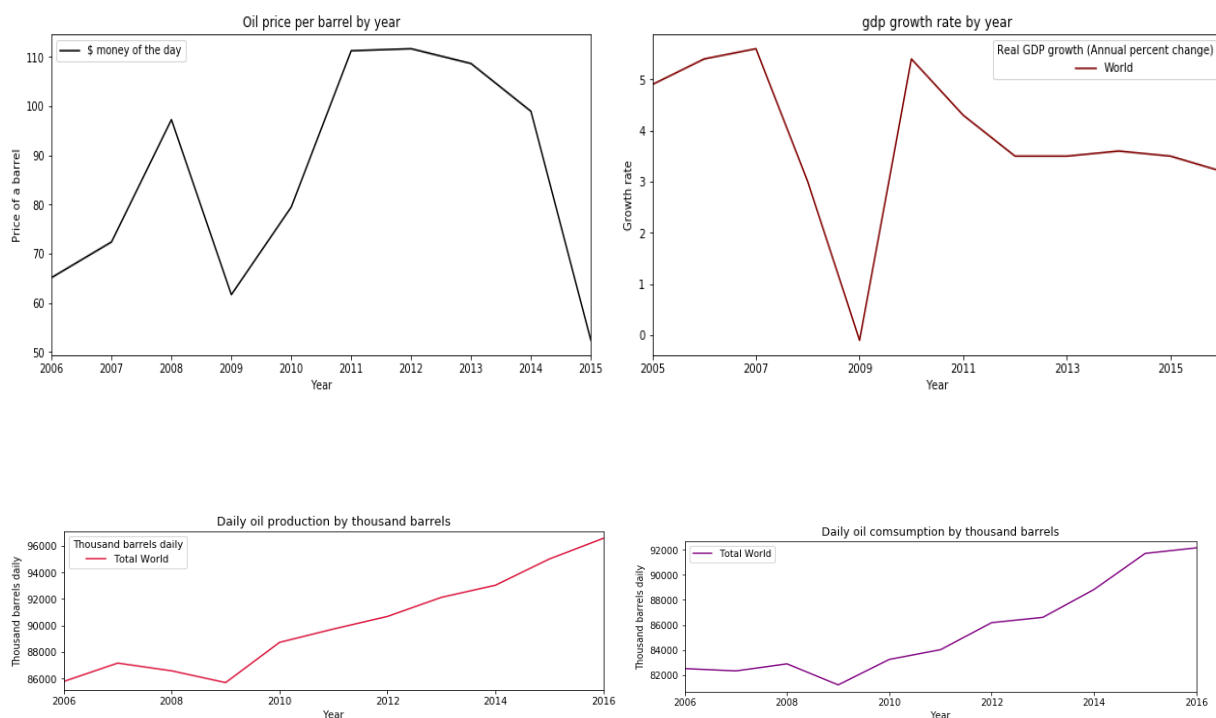 Oil price per barrel by year
$ money of the day
Price of a barrel
110
100
90
80
70
60
50
2006 2007 2008 2009 2010 2011 2012 2013 2014 2015
Year
gdp growth rate by year
Real GDP growth (Annual percent change)
World
Growth rate
5
4
3
2
1
0
2005 2007 2009 2011 2013 2015
Year
Daily oil production by thousand barrels
Thousand barrels daily
Total World
Thousand barrels daily
96000
94000
92000
90000
88000
86000
2006 2008 2010 2012 2014 2016
Year
Daily oil comsumption by thousand barrels
Total World
Thousand barrels daily
92000
90000
88000
86000
84000
82000
2006 2008 2010 2012 2014 2016
Year